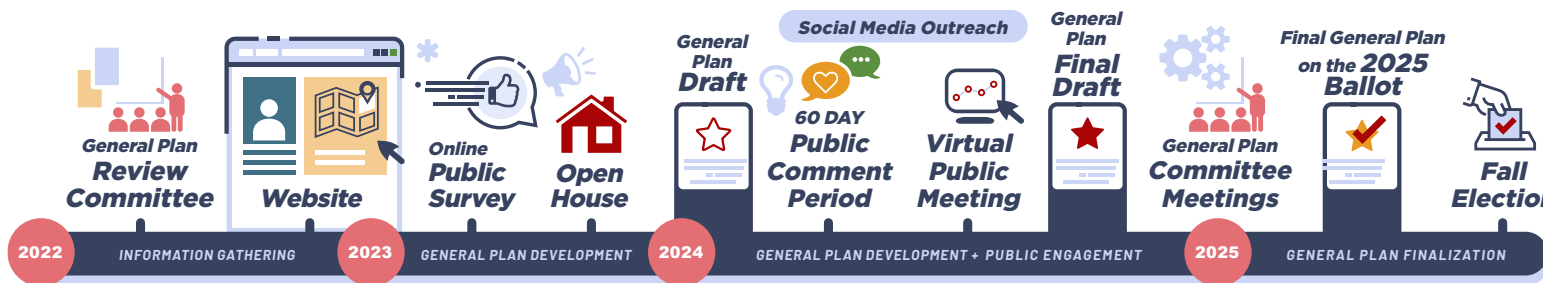 General Plan
Review
Committee
Website
Online
Public
Survey
Open
House
General
Plan
Draft
Social Media Outreach
60 DAY
Public
Comment
Period
Virtual
Public
Meeting
General
Plan
Final
Draft
General Plan
Committee
Meetings
Final General Plan
on the 2025
Ballot
Fall
Election
2022
INFORMATION GATHERING
2023
GENERAL PLAN DEVELOPMENT
2024
GENERAL PLAN DEVELOPMENT + PUBLIC ENGAGEMENT
2025
GENERAL PLAN FINALIZATION